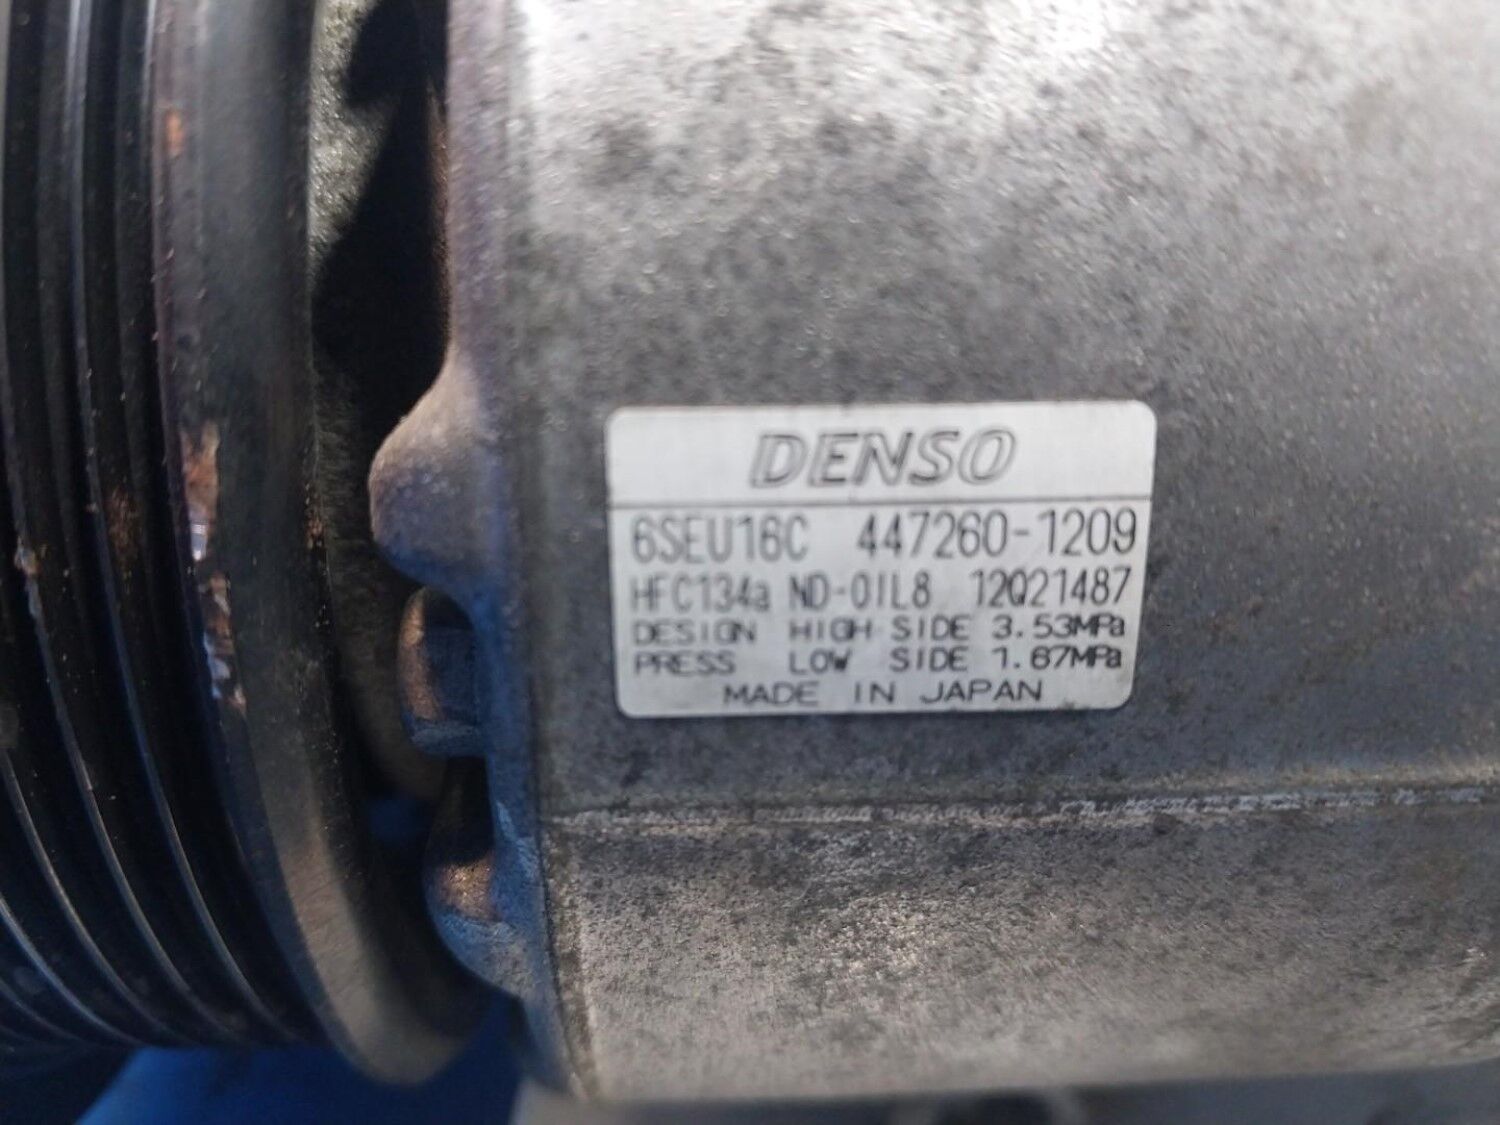 DENSO
6SEU16C 447260-1209
HFC134a ND-OIL8 12Q21487
DESIGN HIGH SIDE 3.53MPa
PRESS LOW SIDE 1.67MPa
MADE IN JAPAN